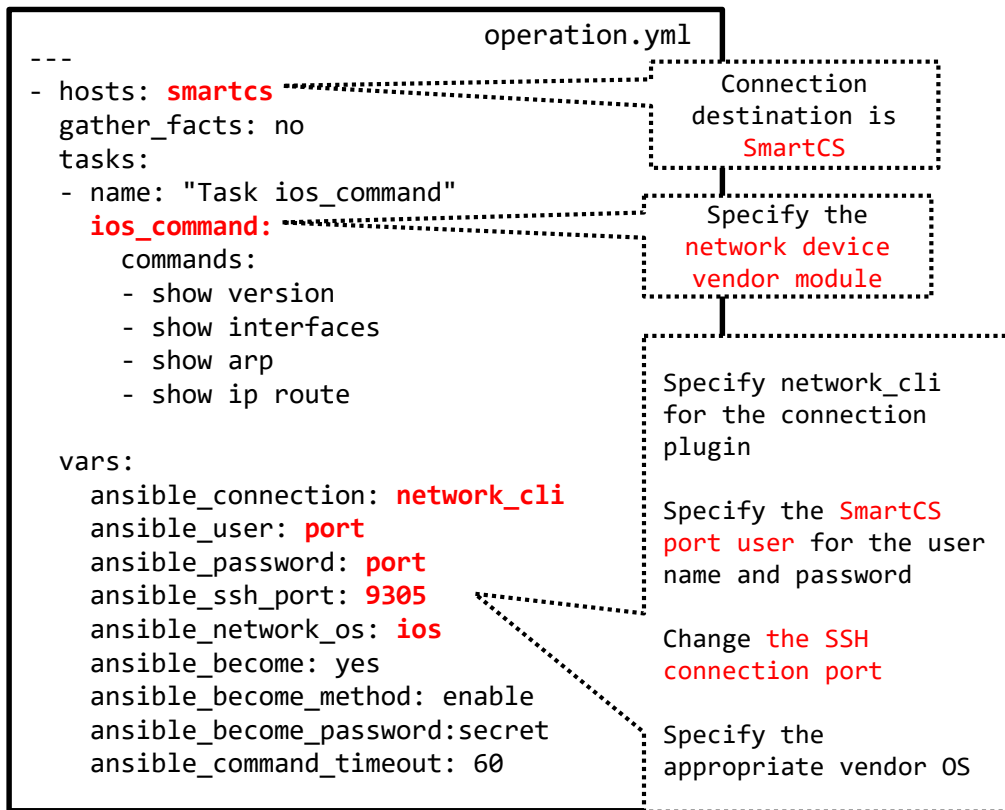 operation.yml
---
- hosts: smartcs
  gather_facts: no
  tasks:
  - name: "Task ios_command"
    ios_command:
      commands:
      - show version
      - show interfaces
      - show arp
      - show ip route
  vars:
    ansible_connection: network_cli
    ansible_user: port
    ansible_password: port
    ansible_ssh_port: 9305
    ansible_network_os: ios
    ansible_become: yes
    ansible_become_method: enable
    ansible_become_password:secret
    ansible_command_timeout: 60
Connection
destination is
SmartCS
Specify the
network device
vendor module
Specify network_cli
for the connection
plugin
Specify the SmartCS
port user for the user
name and password
Change the SSH
connection port
Specify the
appropriate vendor OS